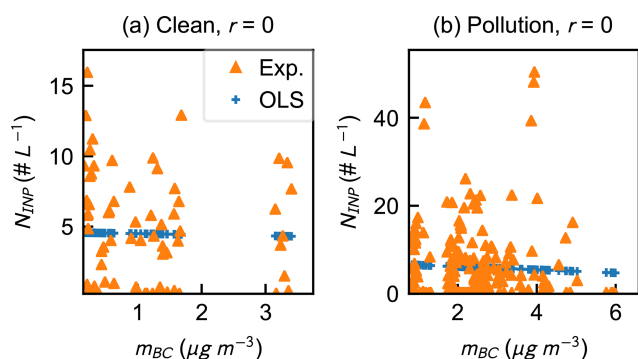 (a) Clean, r = 0
(b) Pollution, r = 0
Exp.
OLS
N_INP (# L⁻¹)
15
10
5
1
2
3
m_BC (μg m⁻³)
N_INP (# L⁻¹)
40
20
0
2
4
6
m_BC (μg m⁻³)